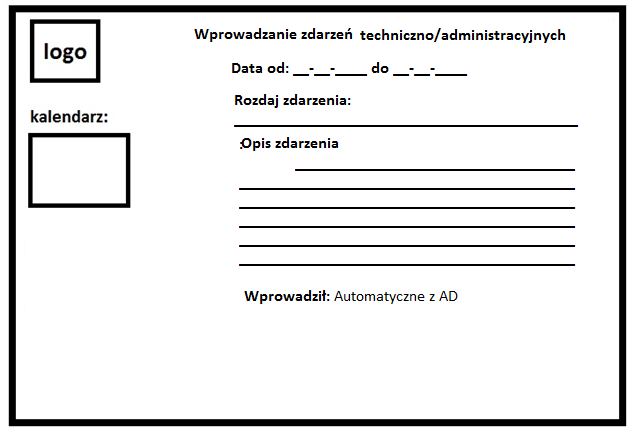 logo
kalendarz:
Wprowadzanie zdarzeń techniczno/administracyjnych
Data od: __-__-____ do __-__-____
Rozdaj zdarzenia:
:Opis zdarzenia
Wprowadził: Automatyczne z AD